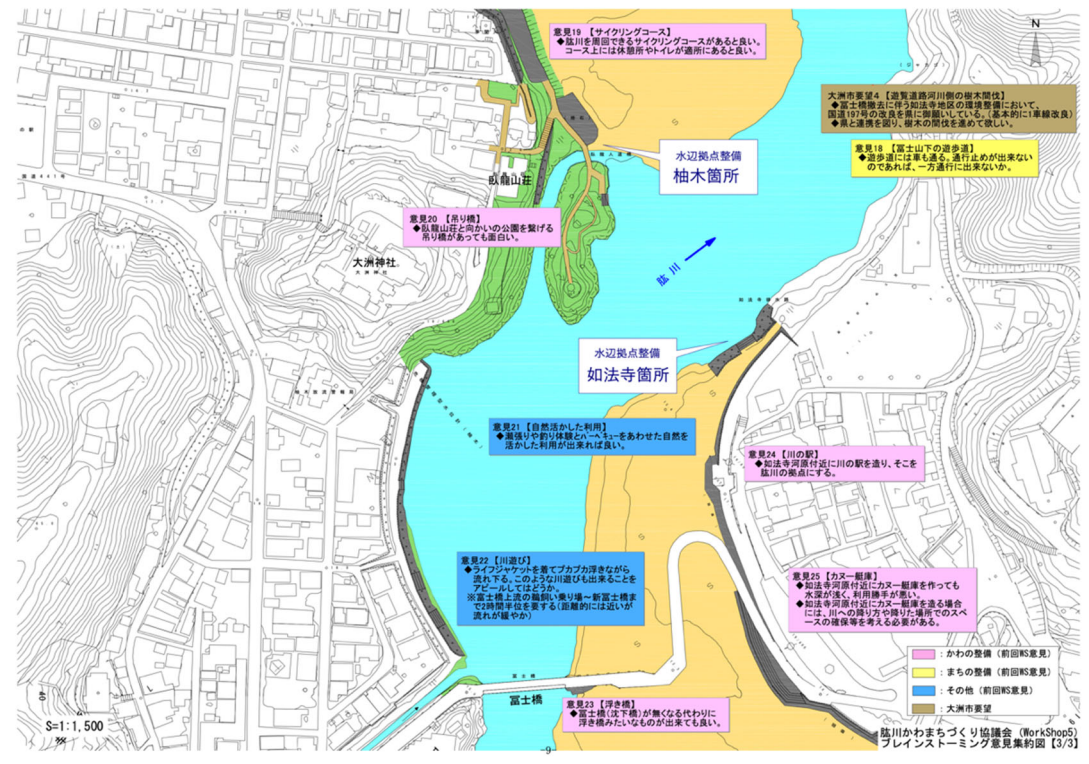 意見19 【サイクリングコース】
◆肱川を周回できるサイクリングコースがあると良い。
コース上には休憩所やトイレが適所にあると良い。
N
大洲市要望4 【遊覧道路河川側の樹木間伐】
◆冨士橋撤去に伴う如法寺地区の環境整備において、
国道197号の改良を県に御願いしている。(基本的に1車線改良)
◆県と連携を図り、樹木の間伐を進めて欲しい。
意見18 【冨士山下の遊歩道】
◆遊歩道には車も通る。通行止めが出来ない
のであれば、一方通行に出来ないか。
水辺拠点整備
柚木箇所
臥龍山荘
国道441号
意見20 【吊り橋】
◆臥龍山荘と向かいの公園を繋げる
吊り橋があっても面白い。
大洲神社
大洲神社
肱川
水辺拠点整備
如法寺箇所
意見21 【自然活かした利用】
◆瀬張りや釣り体験とバーベキューをあわせた自然を
活かした利用が出来れば良い。
意見24 【川の駅】
◆如法寺河原付近に川の駅を造り、そこを
肱川の拠点にする。
意見22 【川遊び】
◆ライフジャケットを着てプカプカ浮きながら
流れ下る。このような川遊びも出来ることを
アピールしてはどうか。
※冨士橋上流の鵜飼い乗り場~新冨士橋ま
で2時間半位を要する(距離的には近いが
流れが緩やか)
意見25 【カヌー艇庫】
◆如法寺河原付近にカヌー艇庫を作っても
水深が浅く、利用勝手が悪い。
◆如法寺河原付近にカヌー艇庫を造る場合
には、川への降り方や降りた場所でのスペ
ースの確保等を考える必要がある。
:かわの整備(前回WS意見)
:まちの整備(前回WS意見)
:その他(前回WS意見)
:大洲市要望
冨士橋
冨士橋
意見23 【浮き橋】
◆冨士橋(沈下橋)が無くなる代わりに
浮き橋みたいなものが出来ても良い。
S=1:1,500
-9-
肱川かわまちづくり協議会(WorkShop5)
ブレインストーミング意見集約図【3/3】